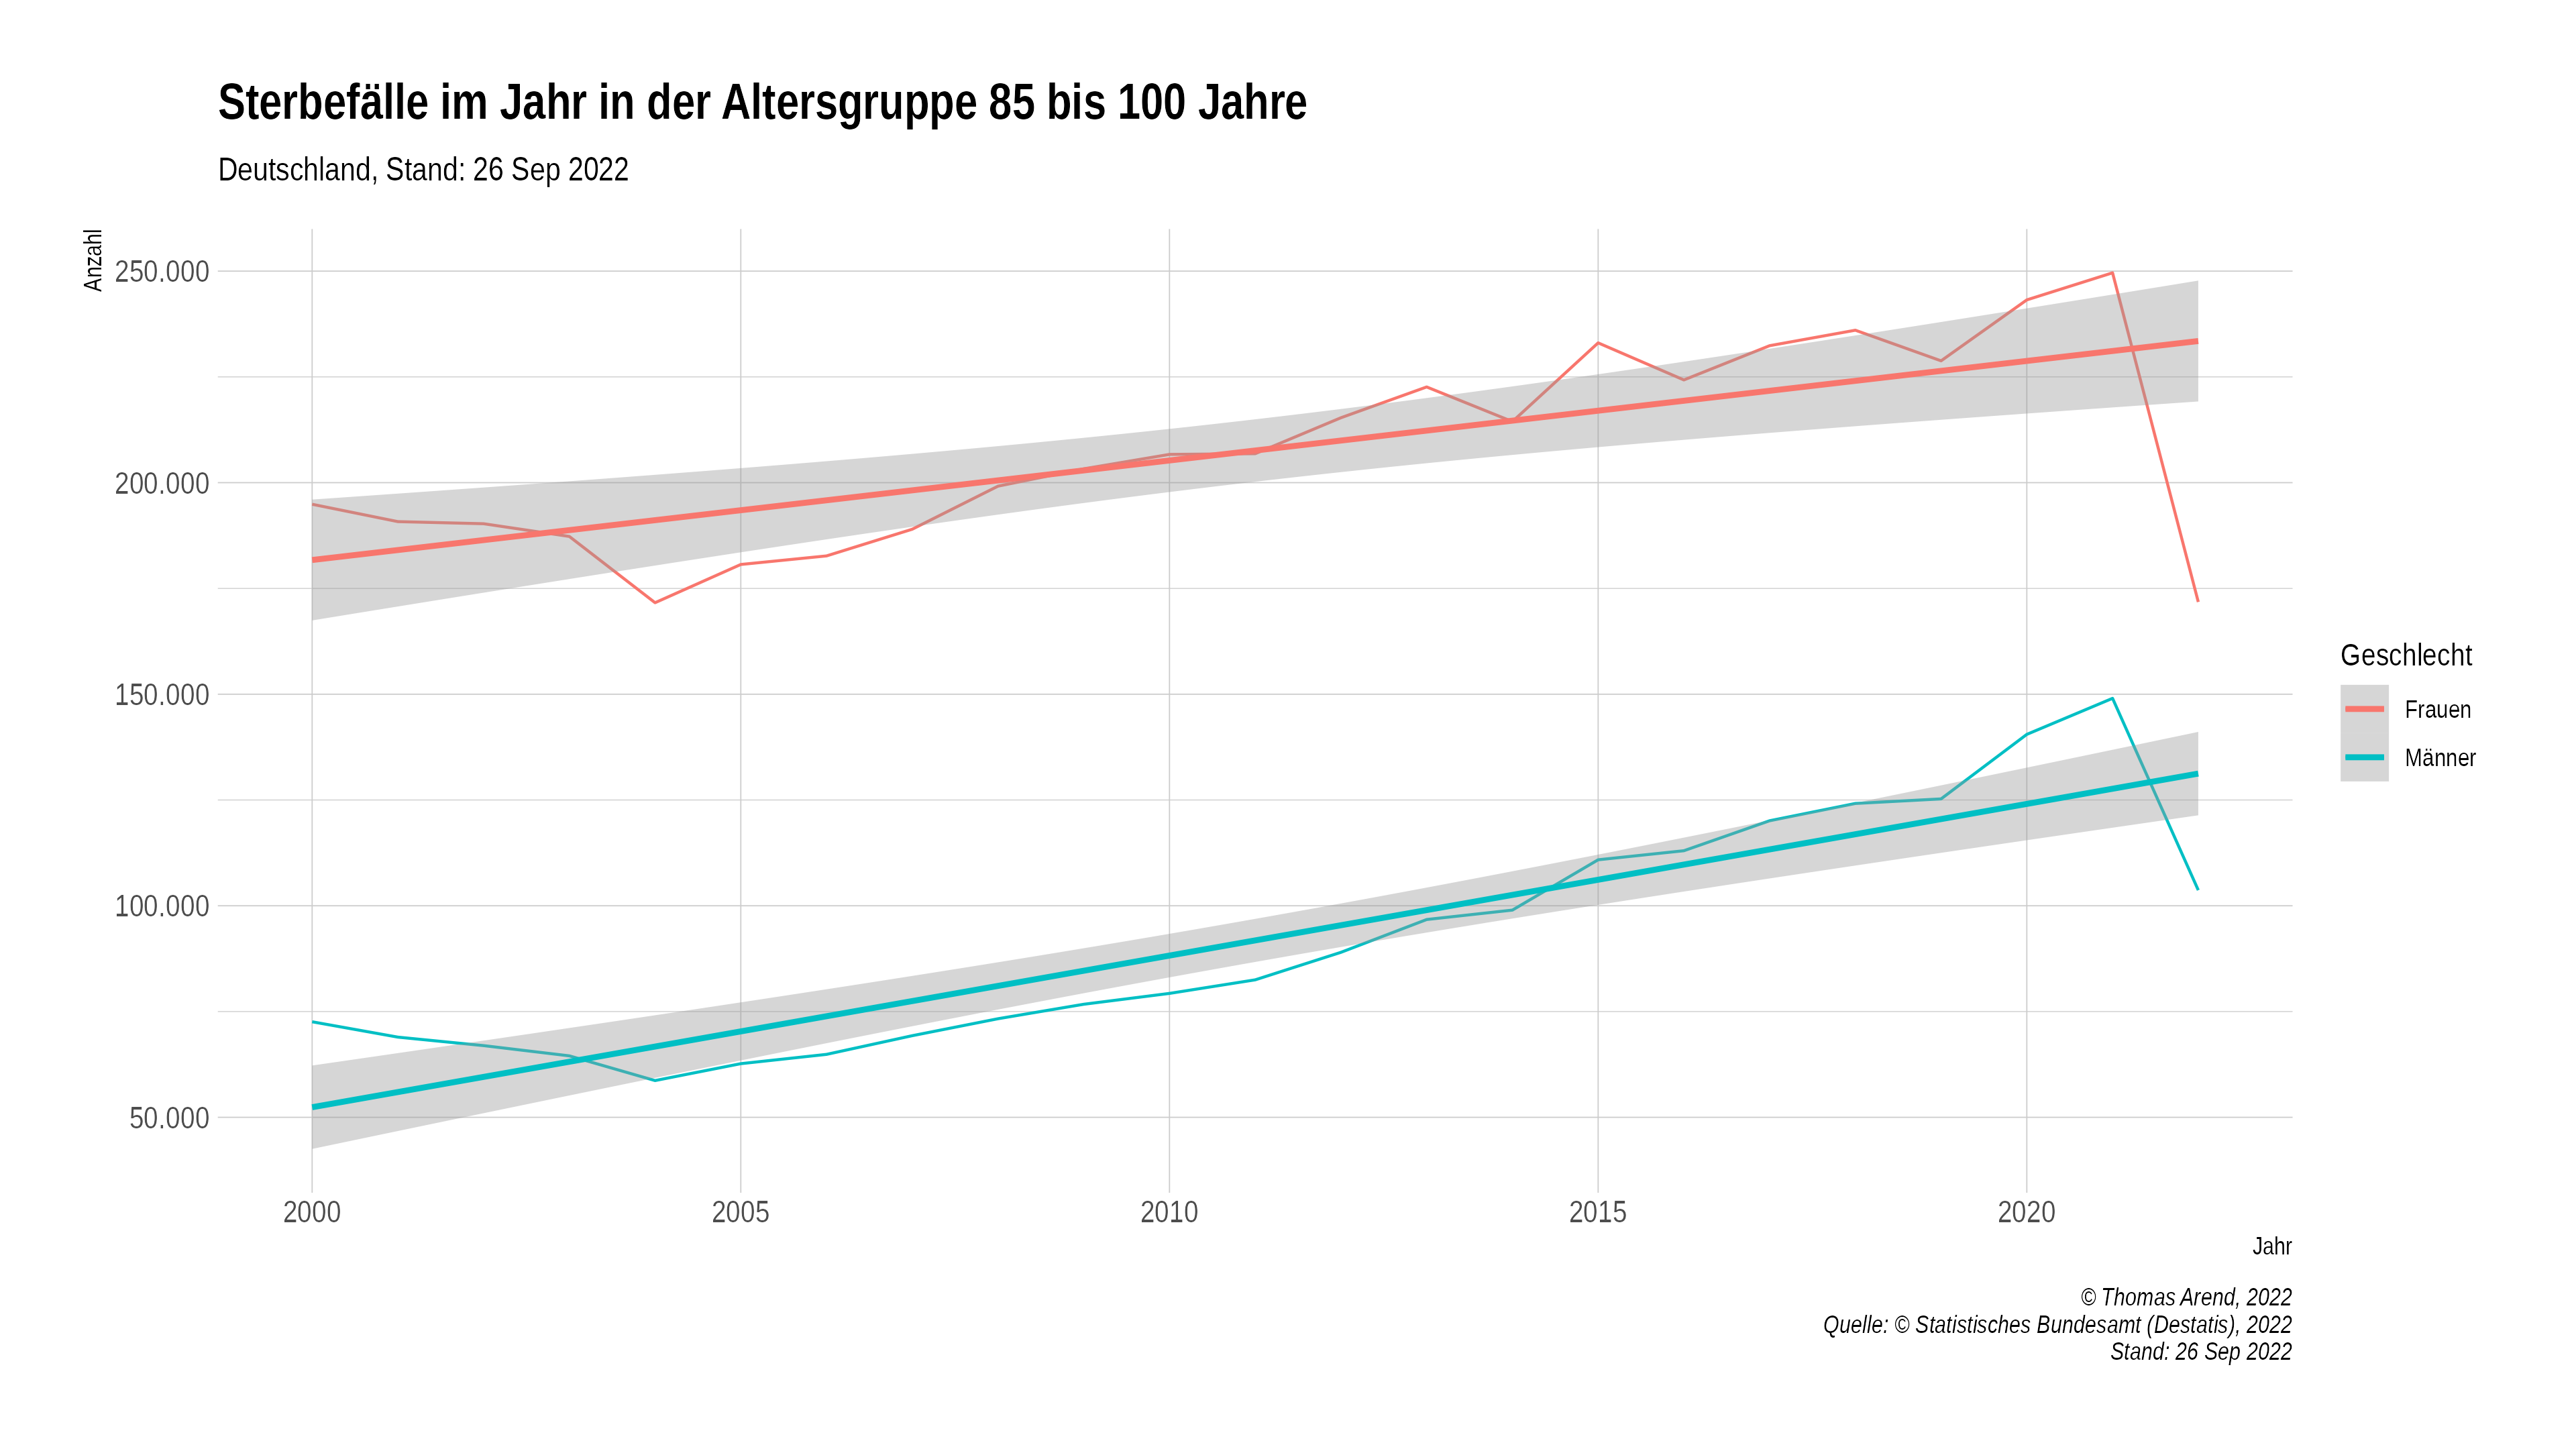 Sterbefälle im Jahr in der Altersgruppe 85 bis 100 Jahre
Deutschland, Stand: 26 Sep 2022
Anzahl
250.000
200.000
150.000
100.000
50.000
2000
2005
2010
2015
2020
Jahr
Geschlecht
Frauen
Männer
© Thomas Arend, 2022
Quelle: © Statistisches Bundesamt (Destatis), 2022
Stand: 26 Sep 2022